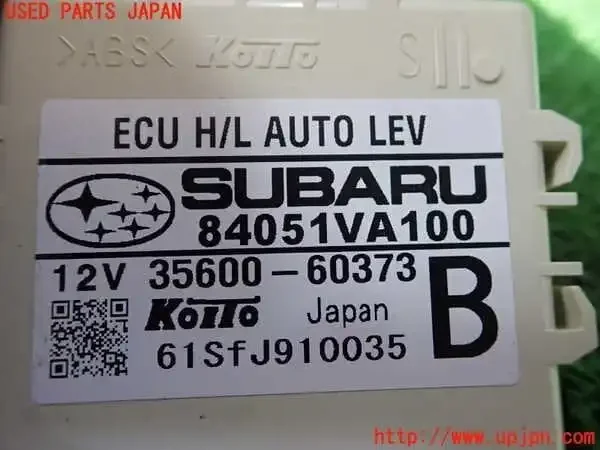 USED PARTS JAPAN
>ABS< KOITO S
ECU H/L AUTO LEV
SUBARU
84051VA100
12V 35600-60373 B
KOITO Japan
61SfJ910035
http://www.upjpn.com/